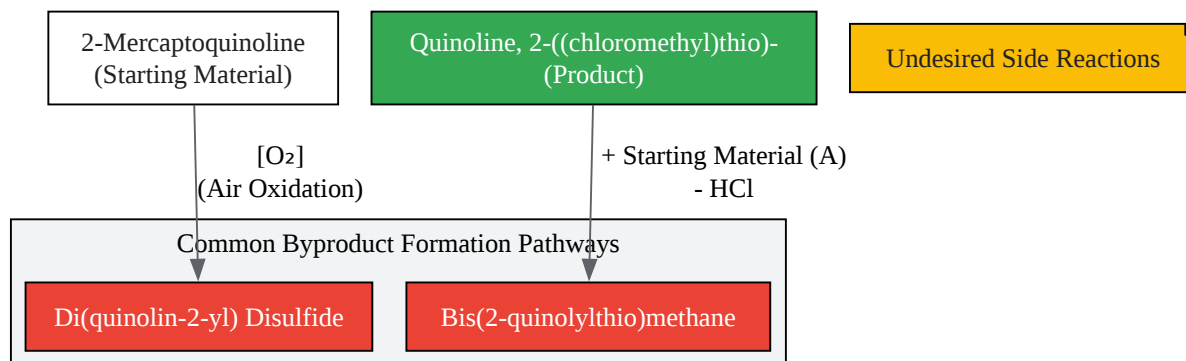 2-Mercaptoquinoline
(Starting Material)
Quinoline, 2-((chloromethyl)thio)-
(Product)
Undesired Side Reactions
[O₂]
(Air Oxidation)
+ Starting Material (A)
- HCl
Common Byproduct Formation Pathways
Di(quinolin-2-yl) Disulfide
Bis(2-quinolylthio)methane